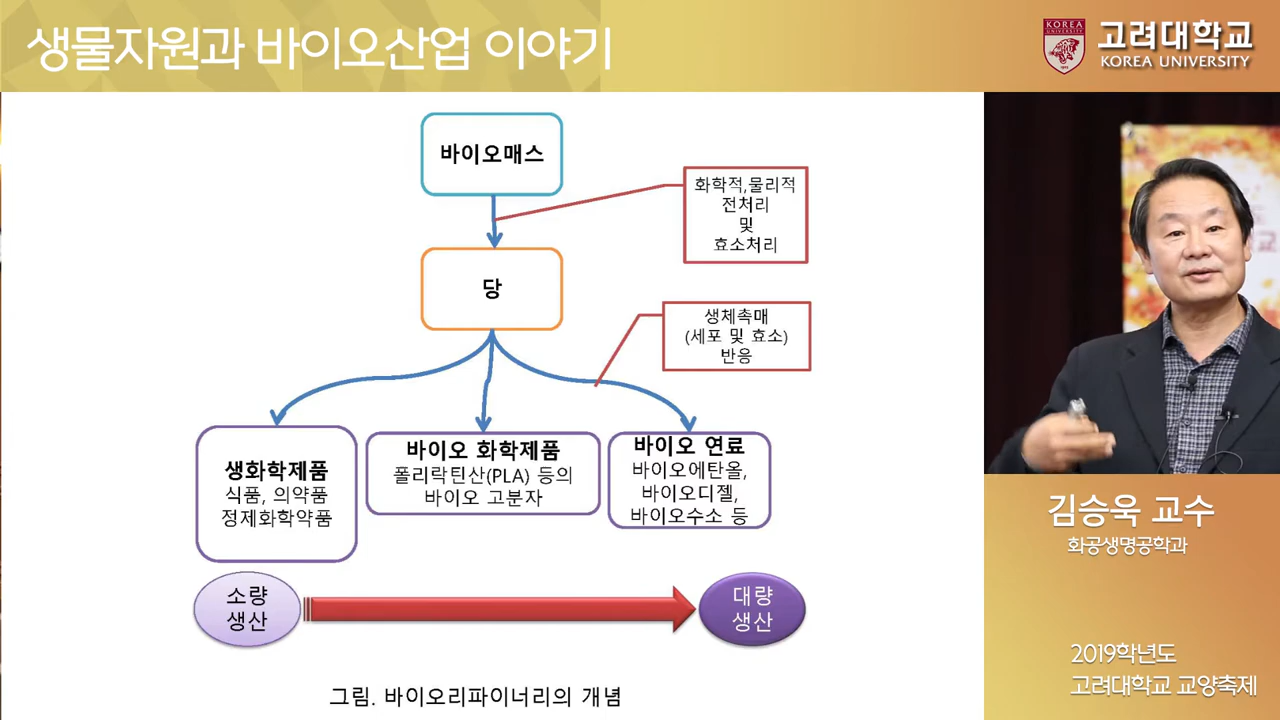 생물자원과 바이오산업 이야기
KOREA
UNIVERSITY
고려대학교
KOREA UNIVERSITY
바이오매스
화학적,물리적
전처리
및
효소처리
당
생체촉매
(세포 및 효소)
반응
생화학제품
식품, 의약품
정제화학약품
바이오 화학제품
폴리락틴산(PLA) 등의
바이오 고분자
바이오 연료
바이오에탄올,
바이오디젤,
바이오수소 등
소량
생산
대량
생산
그림. 바이오리파이너리의 개념
김승욱 교수
화공생명공학과
2019학년도
고려대학교 교양축제